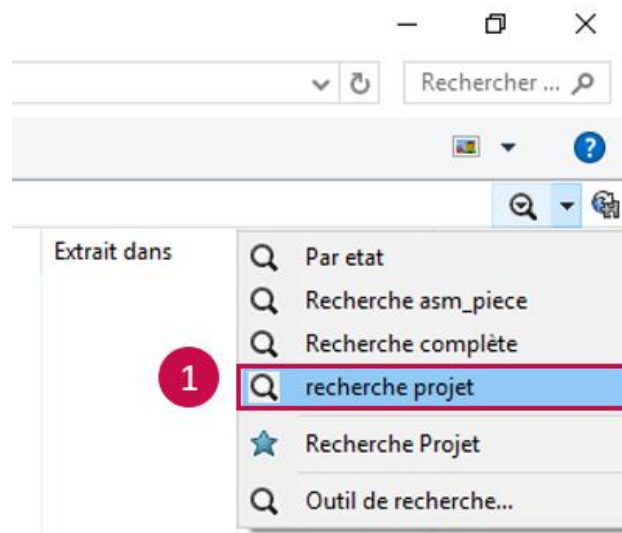 Rechercher ...
?
Extrait dans
Par etat
Recherche asm_piece
Recherche complète
1
recherche projet
Recherche Projet
Outil de recherche...